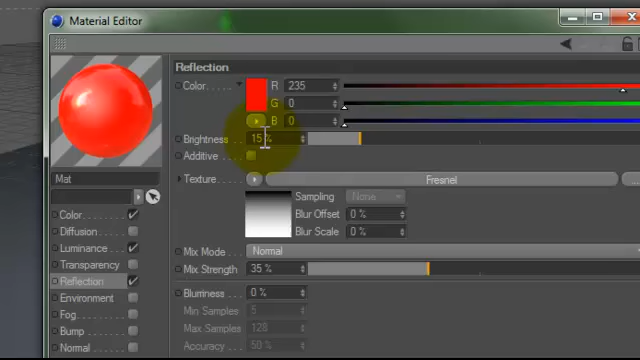 Material Editor
Reflection
Color..... R 235
G 0
B 0
Brightness 15 %
Additive
Texture..... Fresnel ...
Sampling None
Blur Offset 0 %
Blur Scale 0 %
Mat
Color.......
Diffusion....
Luminance...
Transparency
Reflection...
Environment
Fog.........
Bump......
Normal.....
Mix Mode.. Normal
Mix Strength 35 %
Blurriness... 0 %
Min Samples 5
Max Samples 128
Accuracy... 50 %